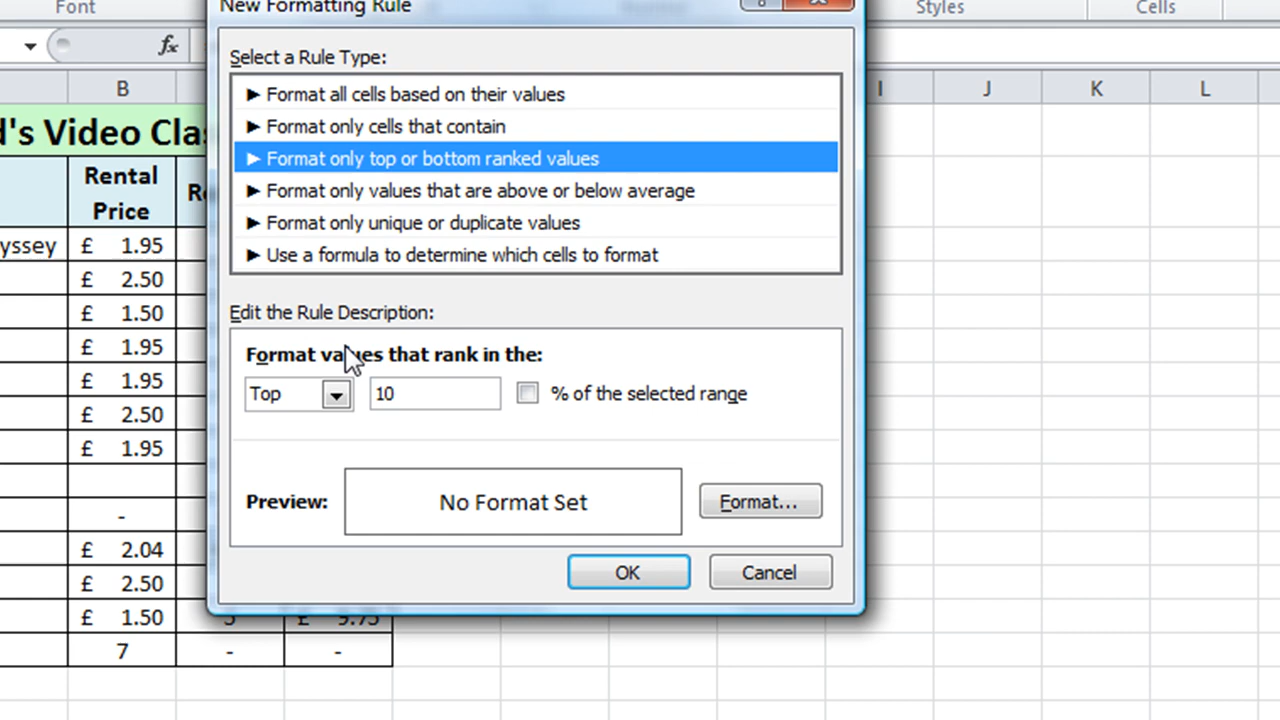 New Formatting Rule
Font
Styles
Cells
fx
B
I
J
K
L
Select a Rule Type:
► Format all cells based on their values
► Format only cells that contain
► Format only top or bottom ranked values
► Format only values that are above or below average
► Format only unique or duplicate values
► Use a formula to determine which cells to format
Edit the Rule Description:
Format values that rank in the:
Top 10 % of the selected range
Preview: No Format Set Format...
OK Cancel
d's Video Cla
Rental
Price
yssey £ 1.95
£ 2.50
£ 1.50
£ 1.95
£ 1.95
£ 2.50
£ 1.95
-
£ 2.04
£ 2.50
£ 1.50 £ 9.75
7 - -